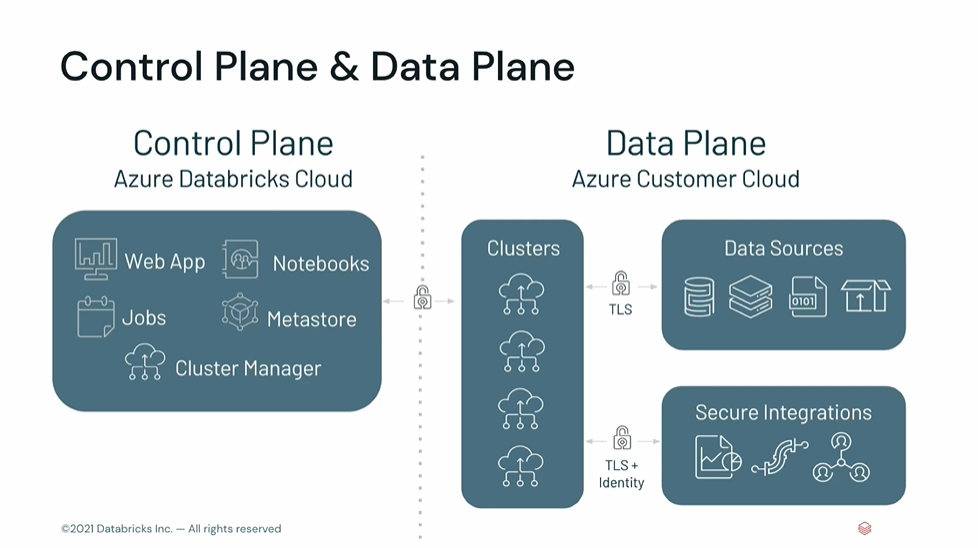 Control Plane & Data Plane
Control Plane
Azure Databricks Cloud
Web App
Notebooks
Jobs
Metastore
Cluster Manager
Data Plane
Azure Customer Cloud
Clusters
TLS
Data Sources
0101
TLS +
Identity
Secure Integrations
©2021 Databricks Inc. — All rights reserved